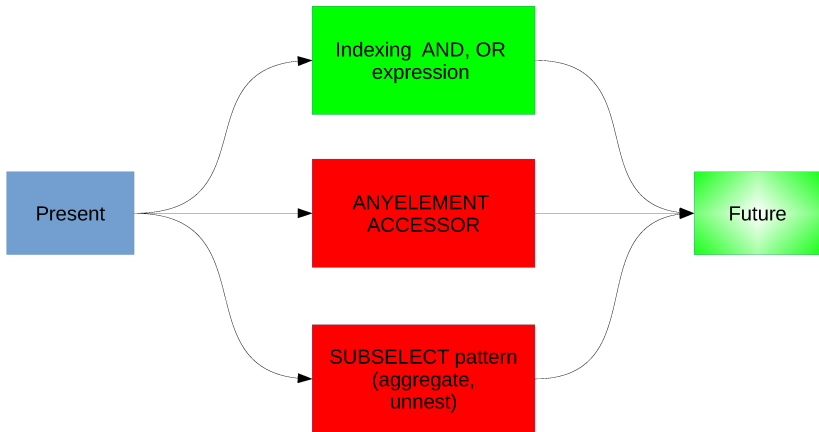 Indexing  AND, OR
expression
Present
ANYELEMENT
ACCESSOR
Future
SUBSELECT pattern
(aggregate,
unnest)